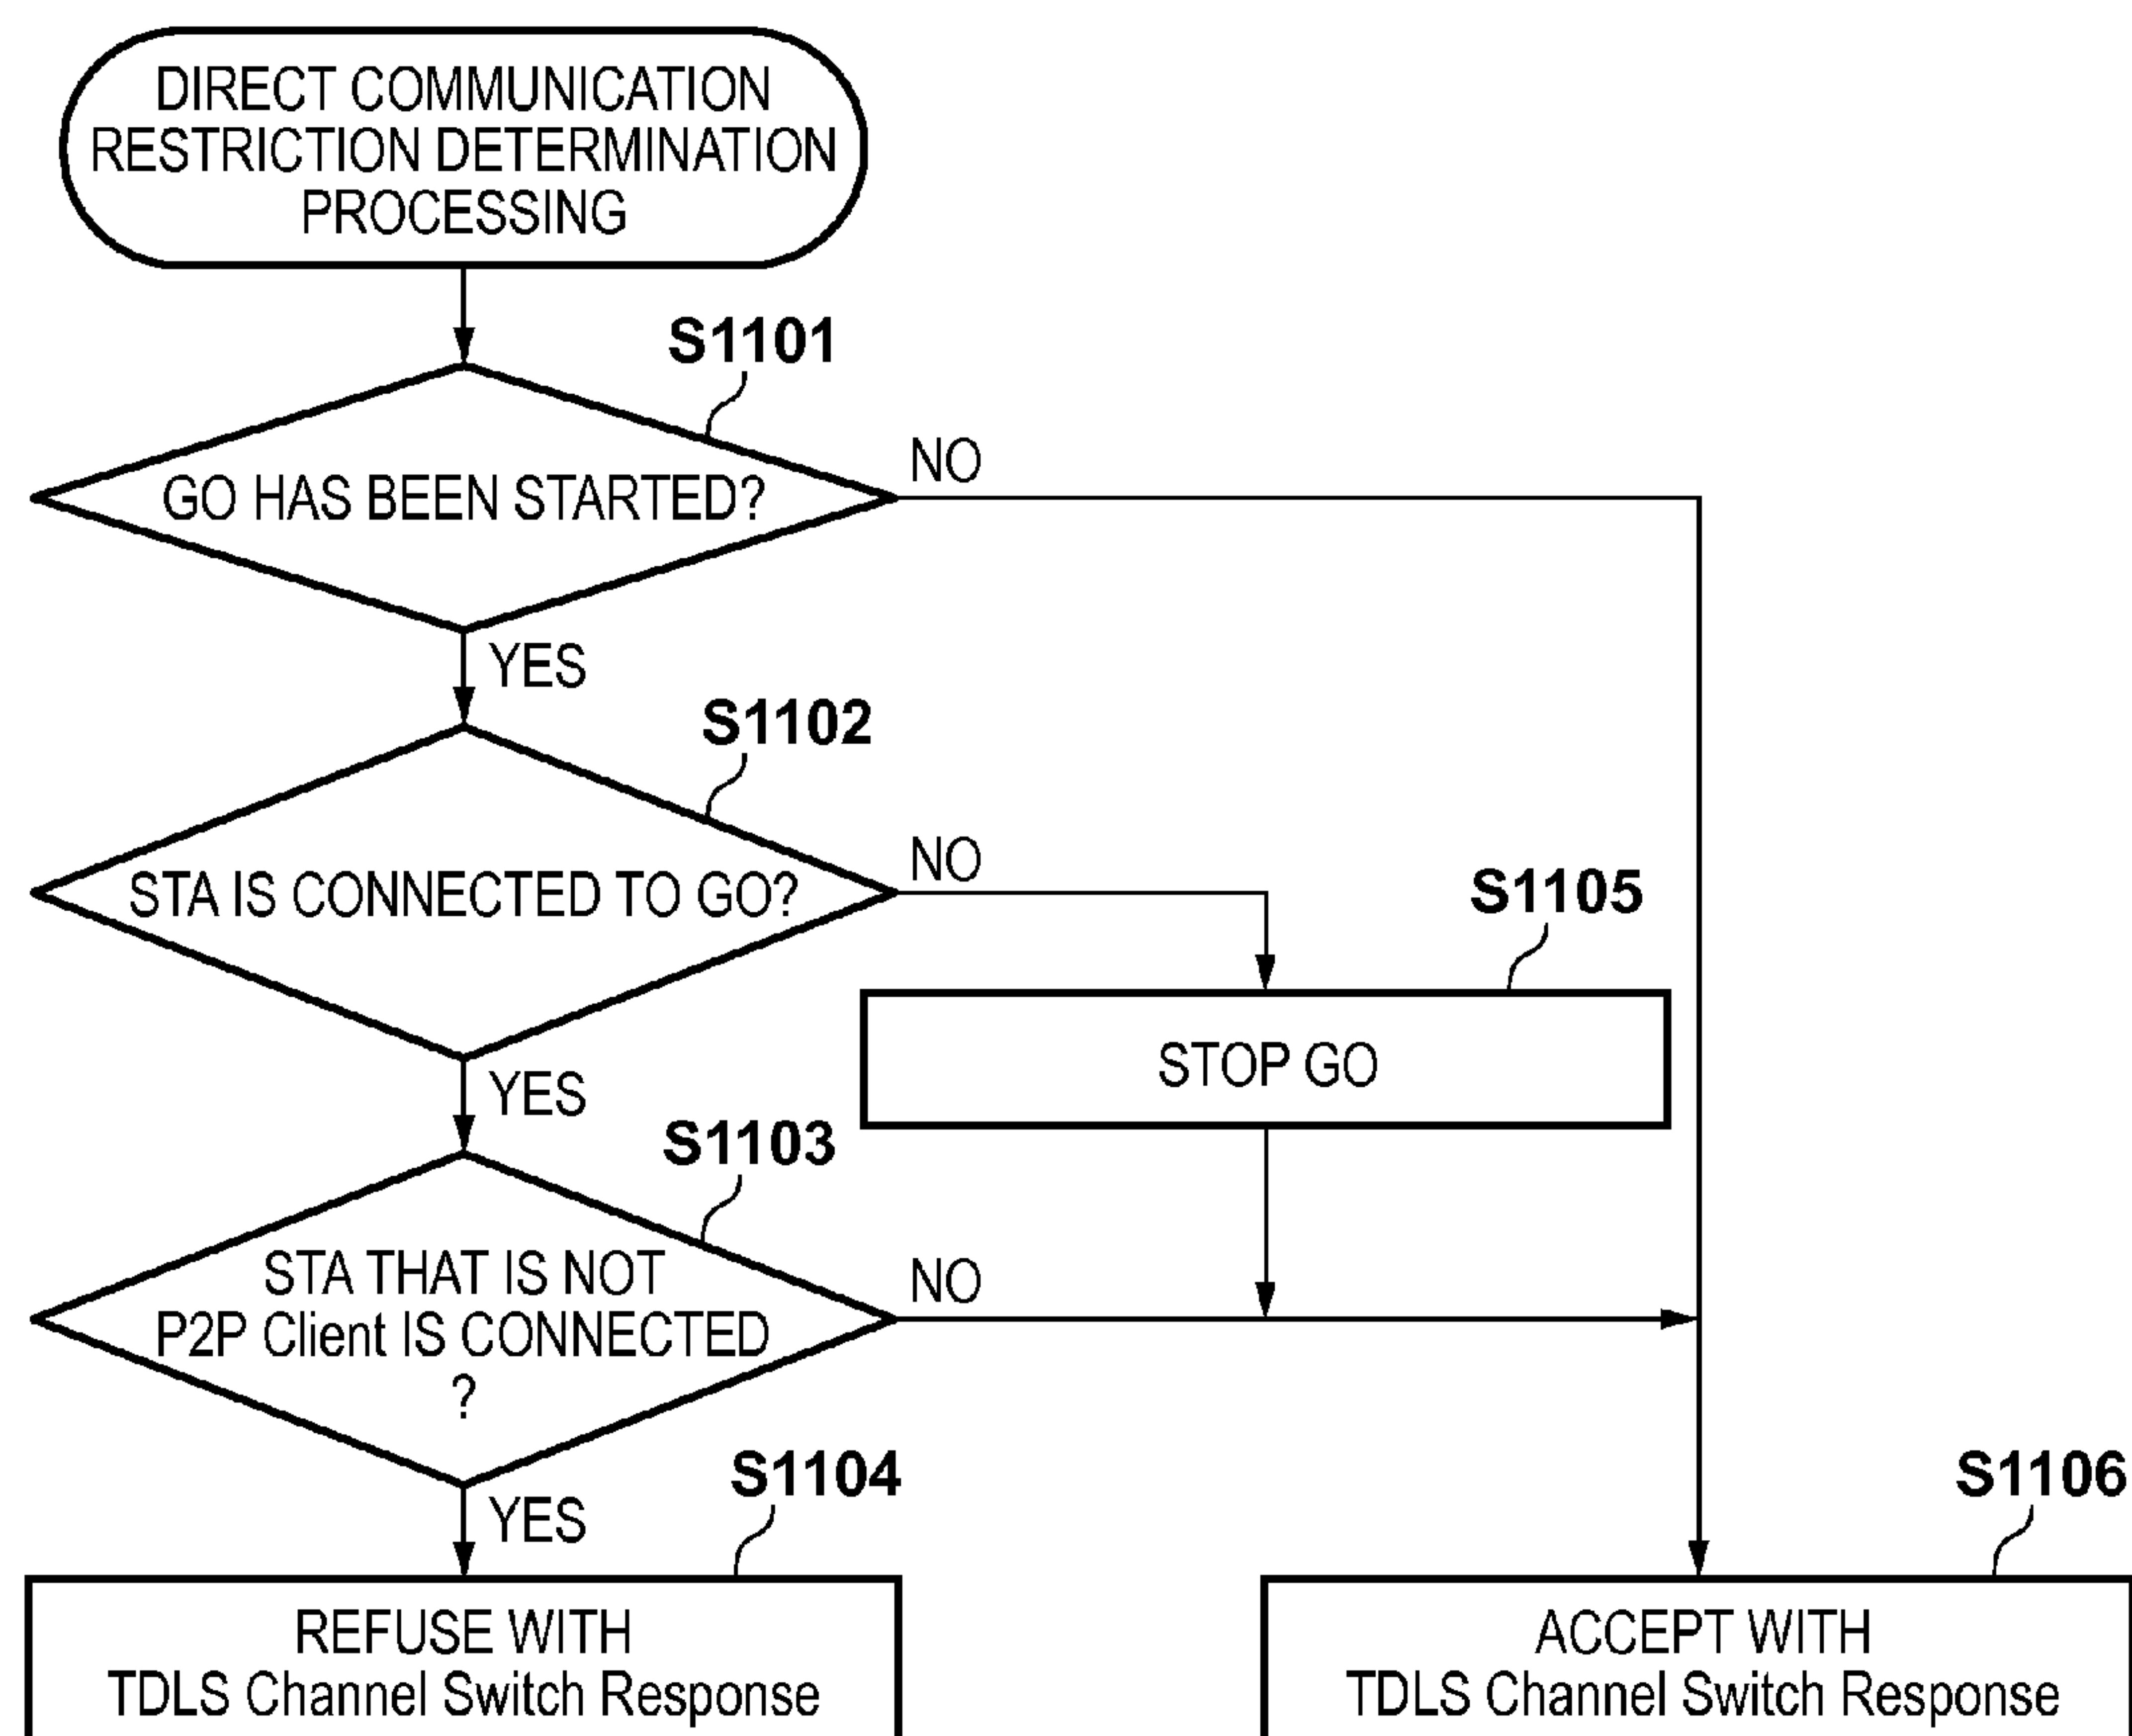 DIRECT COMMUNICATION
RESTRICTION DETERMINATION
PROCESSING
S1101
GO HAS BEEN STARTED?
NO
YES
S1102
STA IS CONNECTED TO GO?
NO
S1105
STOP GO
YES
S1103
STA THAT IS NOT
P2P Client IS CONNECTED
?
NO
YES
S1104
REFUSE WITH
TDLS Channel Switch Response
S1106
ACCEPT WITH
TDLS Channel Switch Response